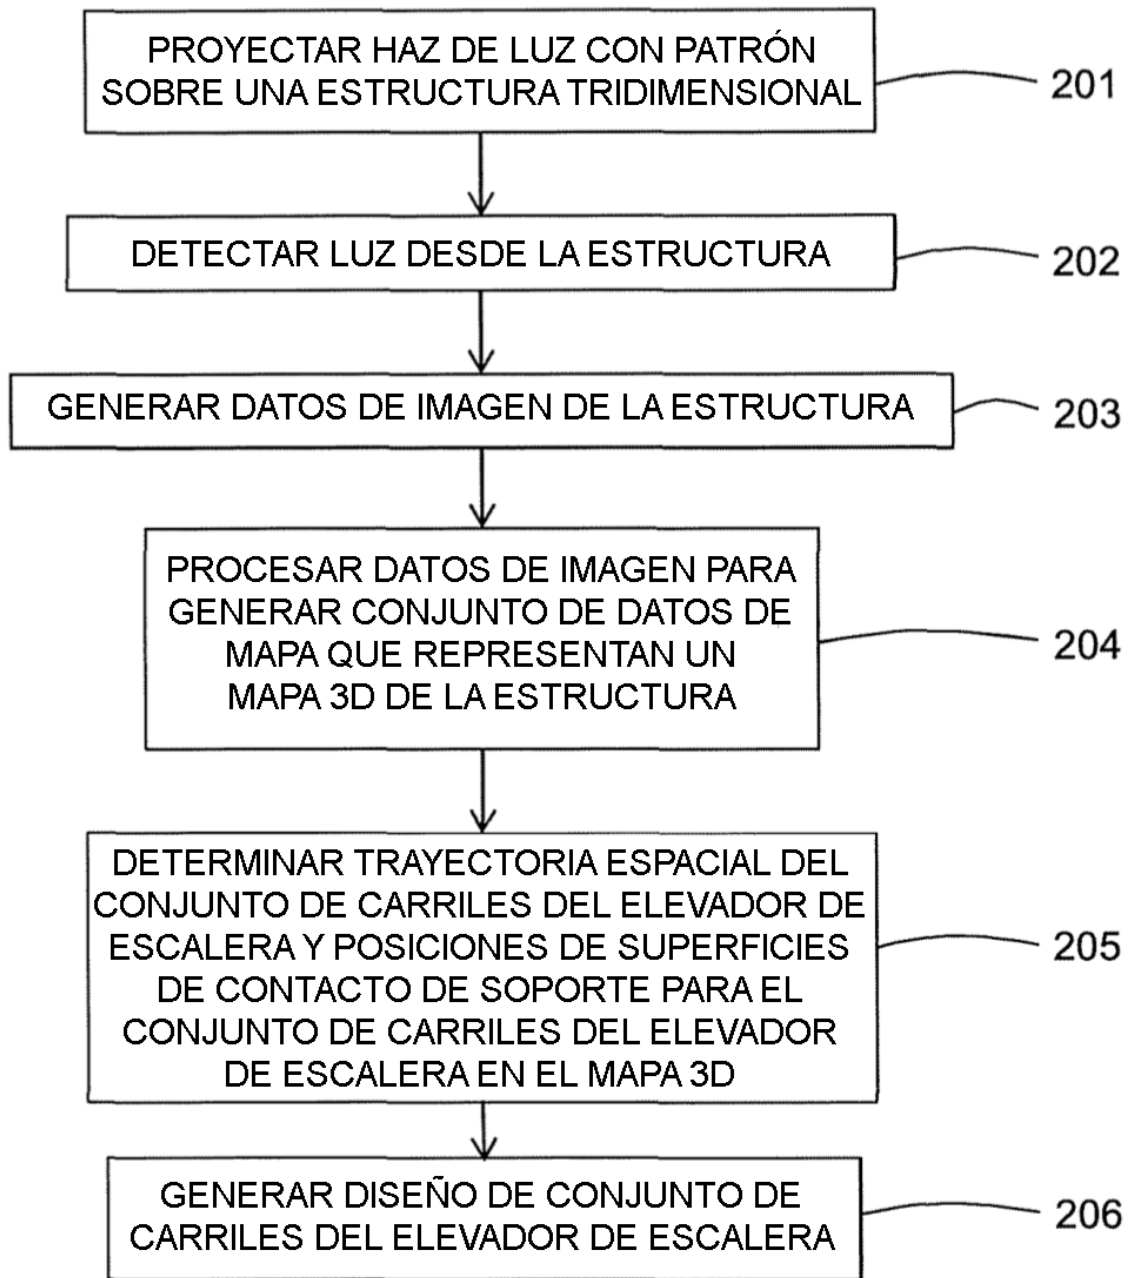 PROYECTAR HAZ DE LUZ CON PATRÓN
SOBRE UNA ESTRUCTURA TRIDIMENSIONAL
201
DETECTAR LUZ DESDE LA ESTRUCTURA
202
GENERAR DATOS DE IMAGEN DE LA ESTRUCTURA
203
PROCESAR DATOS DE IMAGEN PARA
GENERAR CONJUNTO DE DATOS DE
MAPA QUE REPRESENTAN UN
MAPA 3D DE LA ESTRUCTURA
204
DETERMINAR TRAYECTORIA ESPACIAL DEL
CONJUNTO DE CARRILES DEL ELEVADOR DE
ESCALERA Y POSICIONES DE SUPERFICIES
DE CONTACTO DE SOPORTE PARA EL
CONJUNTO DE CARRILES DEL ELEVADOR
DE ESCALERA EN EL MAPA 3D
205
GENERAR DISEÑO DE CONJUNTO DE
CARRILES DEL ELEVADOR DE ESCALERA
206